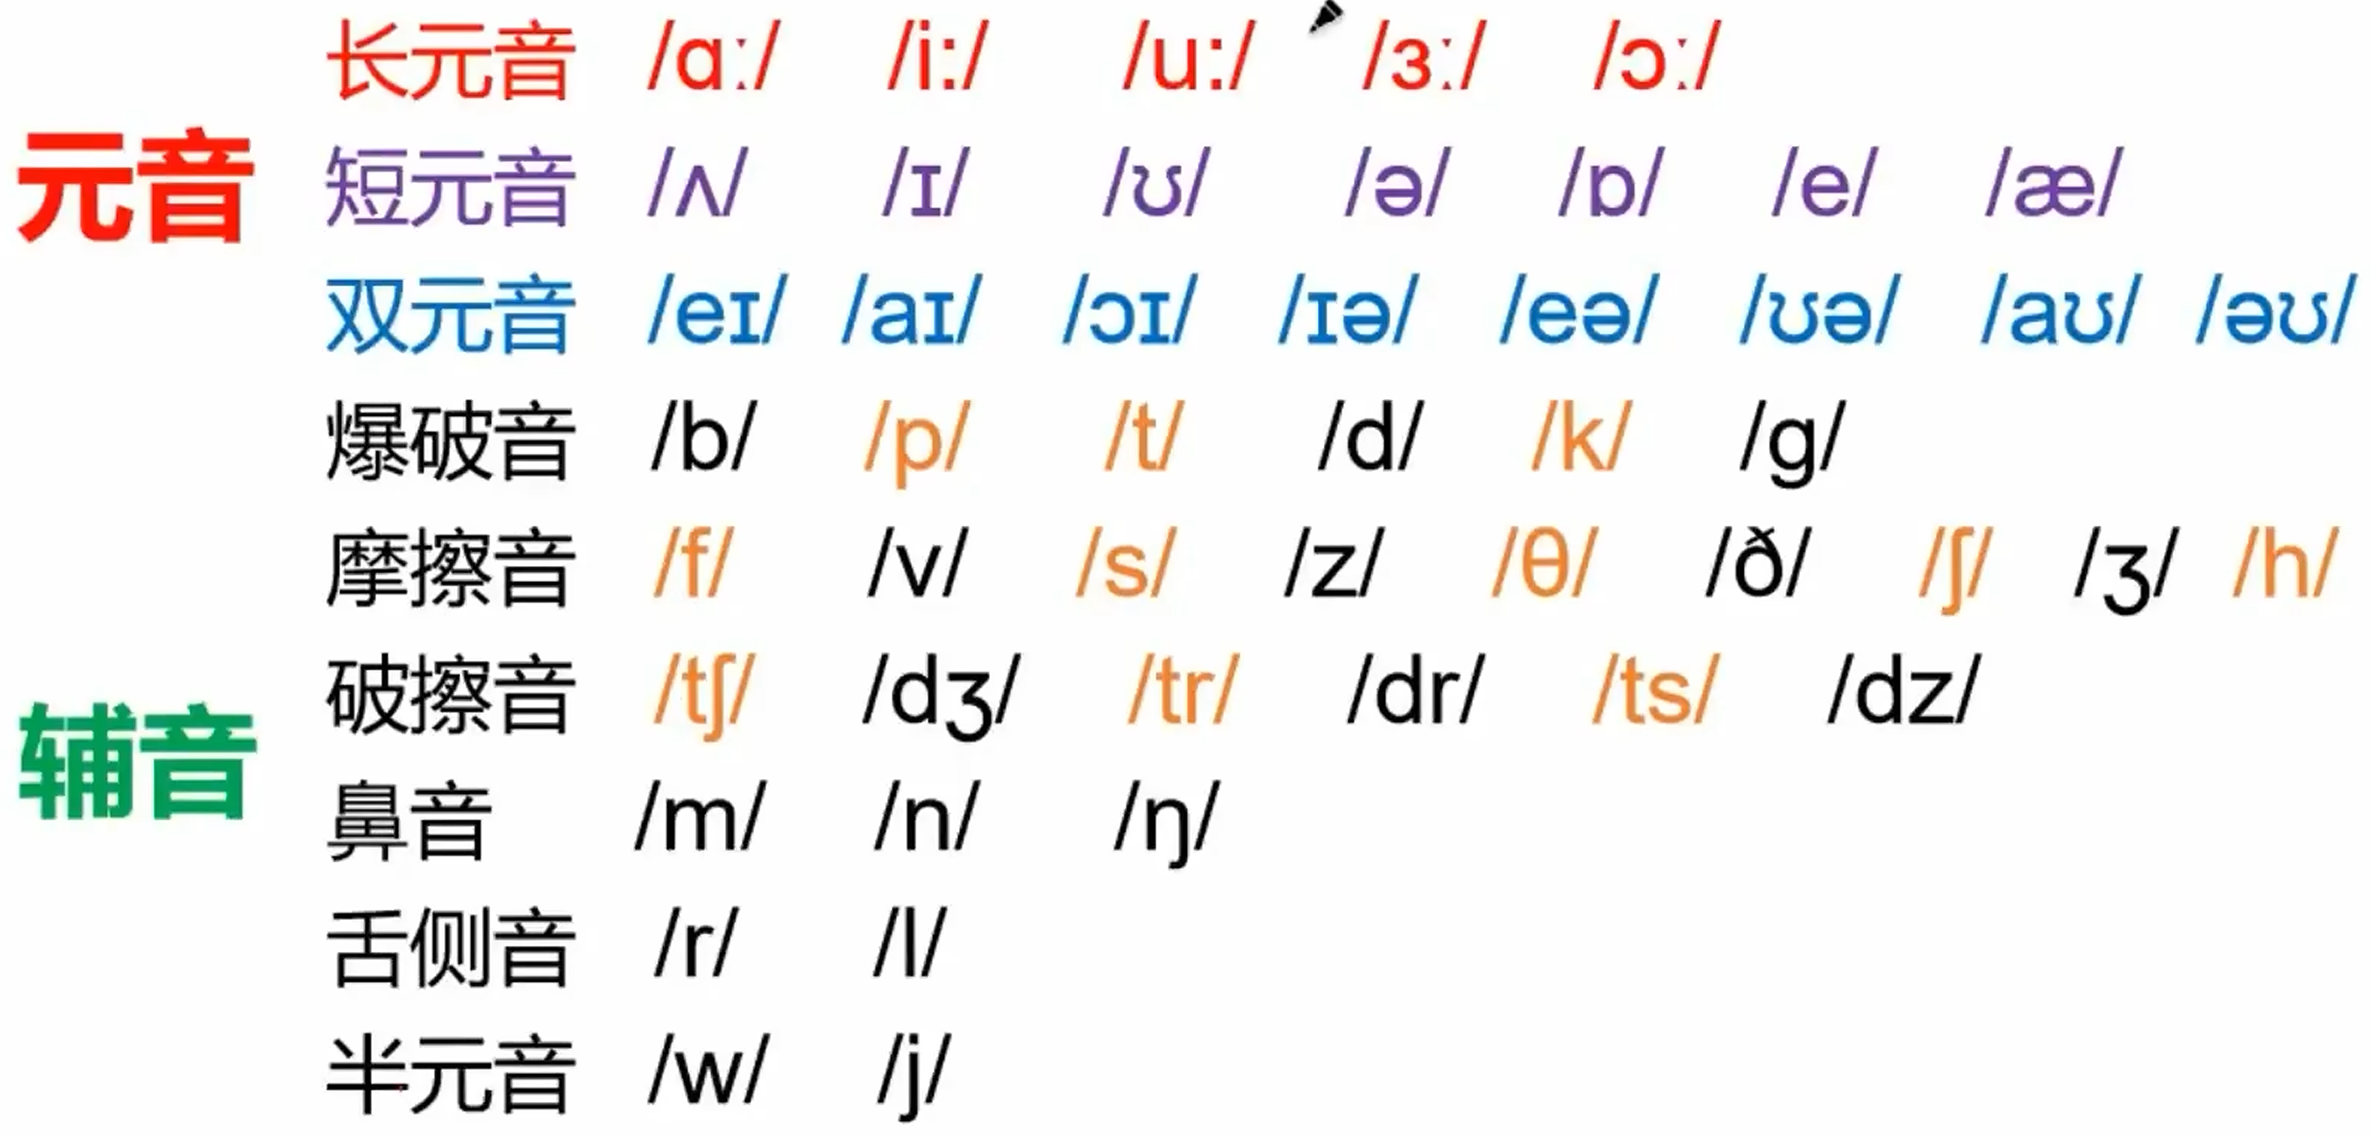 元音
长元音 /ɑː/ /i:/ /u:/ /ɜː/ /ɔː/
短元音 /ʌ/ /ɪ/ /ʊ/ /ə/ /ɒ/ /e/ /æ/
双元音 /eɪ/ /aɪ/ /ɔɪ/ /ɪə/ /eə/ /ʊə/ /aʊ/ /əʊ/
辅音
爆破音 /b/ /p/ /t/ /d/ /k/ /g/
摩擦音 /f/ /v/ /s/ /z/ /θ/ /ð/ /ʃ/ /ʒ/ /h/
破擦音 /tʃ/ /dʒ/ /tr/ /dr/ /ts/ /dz/
鼻音 /m/ /n/ /ŋ/
舌侧音 /r/ /l/
半元音 /w/ /j/